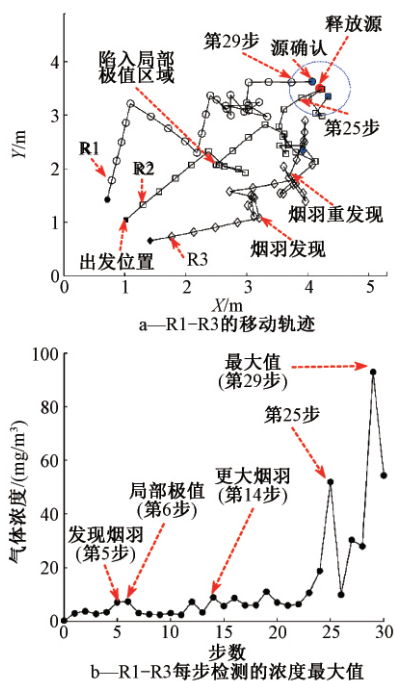 释放源
第29步
源确认
陷入局部
极值区域
第25步
R1
R2
烟羽重发现
出发位置
R3
烟羽发现
Y/m
4
3
2
1
0
0
1
2
3
4
5
X/m
a—R1-R3的移动轨迹
最大值
(第29步)
第25步
局部极值
(第6步)
更大烟羽
(第14步)
发现烟羽
(第5步)
气体浓度/(mg/m³)
100
80
60
40
20
0
0
5
10
15
20
25
30
步数
b—R1-R3每步检测的浓度最大值